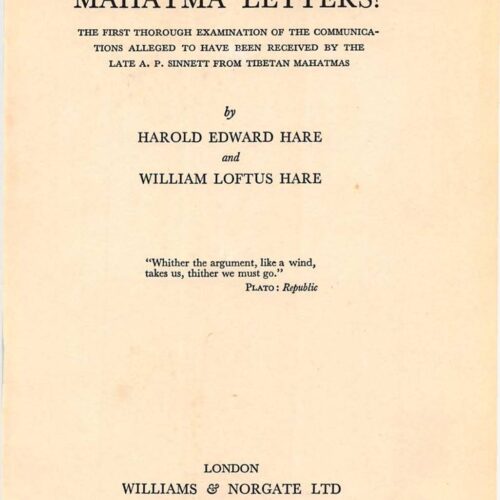 MAHATMA LETTERS?
THE FIRST THOROUGH EXAMINATION OF THE COMMUNICA-
TIONS ALLEGED TO HAVE BEEN RECEIVED BY THE
LATE A. P. SINNETT FROM TIBETAN MAHATMAS
by
HAROLD EDWARD HARE
and
WILLIAM LOFTUS HARE
"Whither the argument, like a wind,
takes us, thither we must go."
PLATO: Republic
LONDON
WILLIAMS & NORGATE LTD